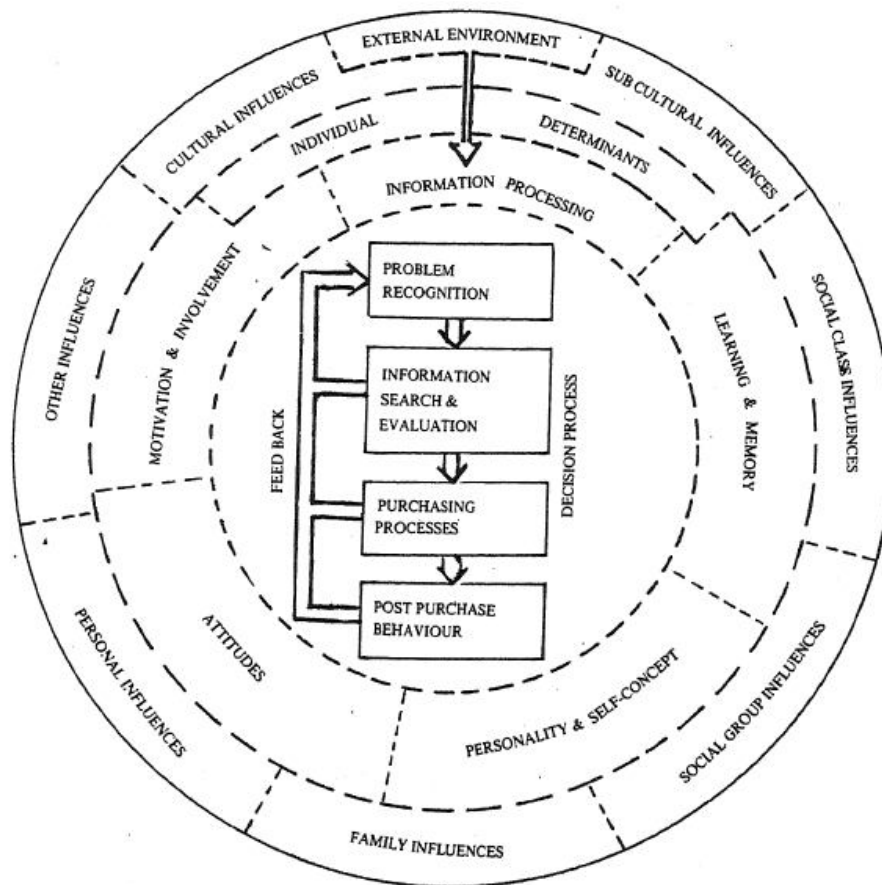 EXTERNAL ENVIRONMENT
CULTURAL INFLUENCES
SUB CULTURAL INFLUENCES
INDIVIDUAL
DETERMINANTS
INFORMATION PROCESSING
OTHER INFLUENCES
MOTIVATION & INVOLVEMENT
PROBLEM
RECOGNITION
INFORMATION
SEARCH &
EVALUATION
PURCHASING
PROCESSES
POST PURCHASE
BEHAVIOUR
FEED BACK
DECISION PROCESS
LEARNING & MEMORY
SOCIAL CLASS INFLUENCES
PERSONAL INFLUENCES
ATTITUDES
PERSONALITY & SELF-CONCEPT
SOCIAL GROUP INFLUENCES
FAMILY INFLUENCES